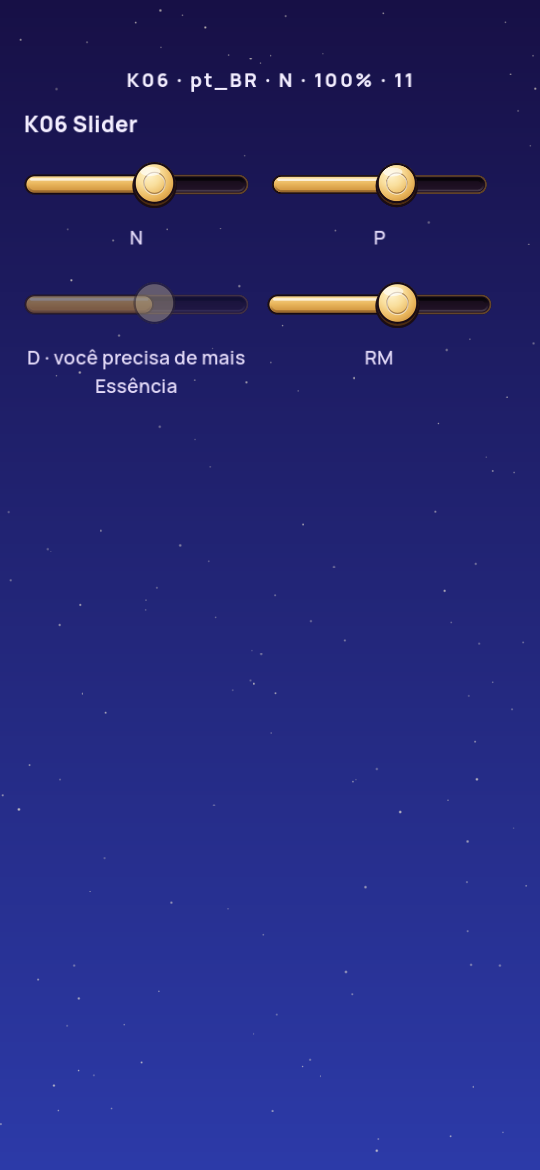 K06 · pt_BR · N · 100% · 11
K06 Slider
N
P
D · você precisa de mais
Essência
RM